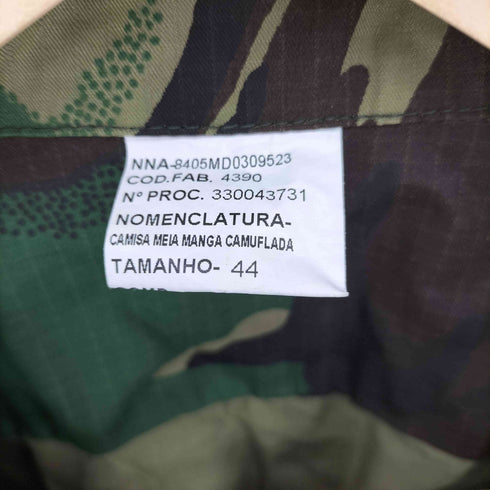 NNA-8405MD0309523
COD.FAB. 4390
Nº PROC. 330043731
NOMENCLATURA-
CAMISA MEIA MANGA CAMUFLADA
TAMANHO- 44